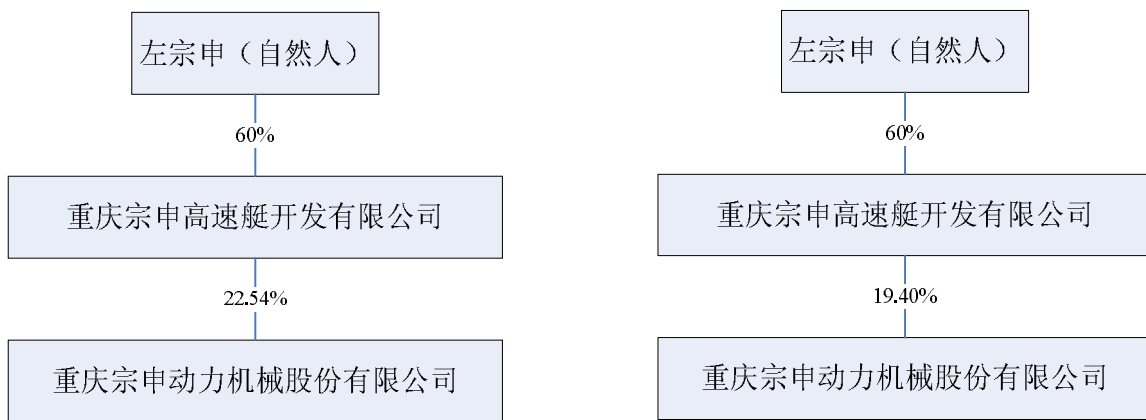 左宗申（自然人）
60%
重庆宗申高速艇开发有限公司
22.54%
重庆宗申动力机械股份有限公司
左宗申（自然人）
60%
重庆宗申高速艇开发有限公司
19.40%
重庆宗申动力机械股份有限公司